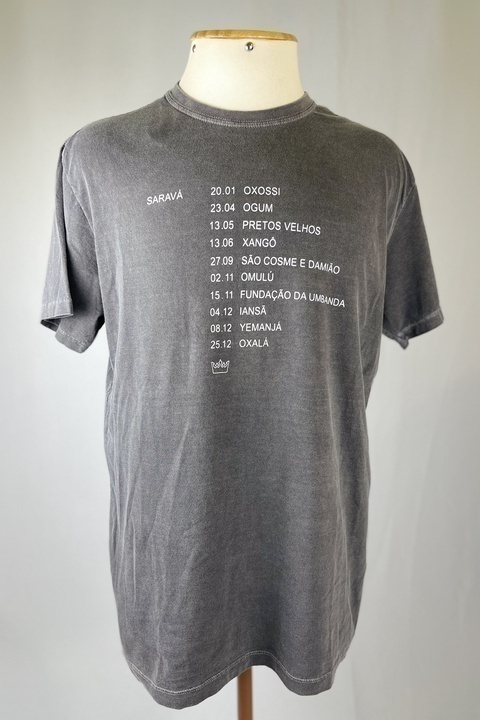 SARAVÁ
20.01 OXOSSI
23.04 OGUM
13.05 PRETOS VELHOS
13.06 XANGÔ
27.09 SÃO COSME E DAMIÃO
02.11 OMULÚ
15.11 FUNDAÇÃO DA UMBANDA
04.12 IANSÃ
08.12 YEMANJÁ
25.12 OXALÁ